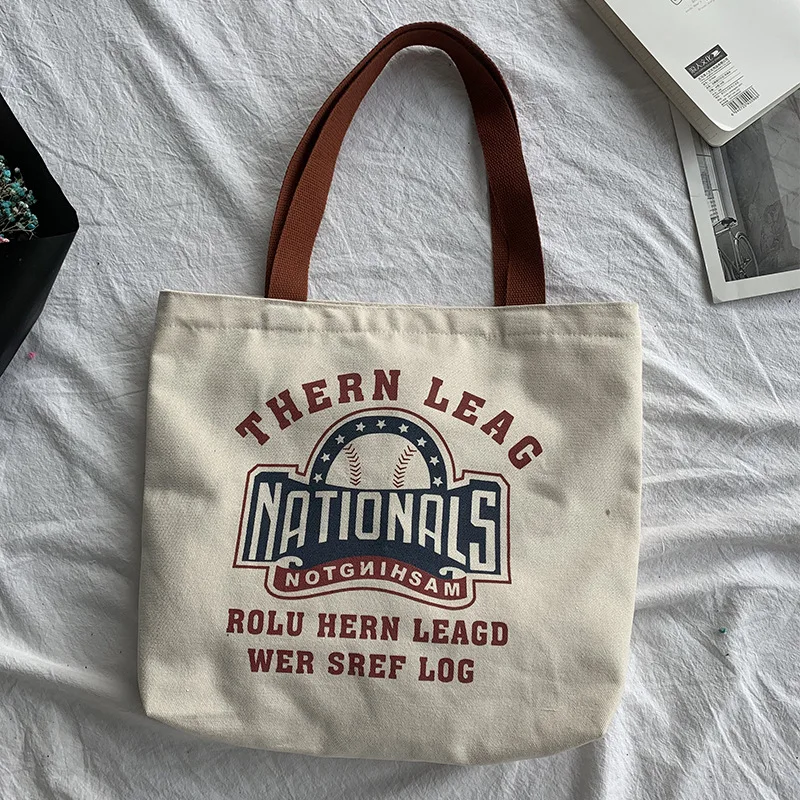 THERN LEAG
NATIONALS
NOTGNIHSAM
ROLU HERN LEAGD
WER SREF LOG